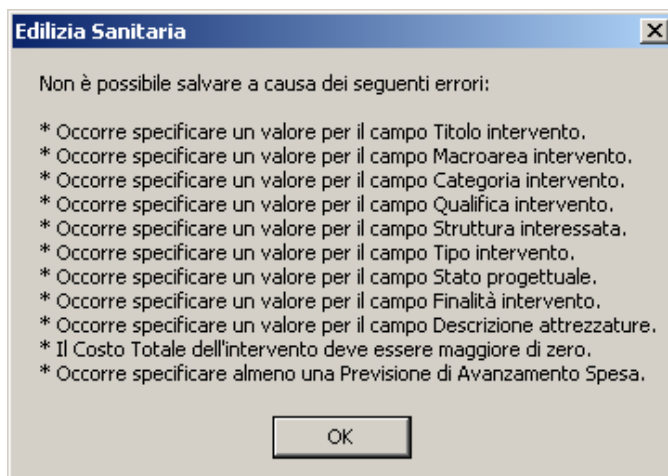 Edilizia Sanitaria
Non è possibile salvare a causa dei seguenti errori:
* Occorre specificare un valore per il campo Titolo intervento.
* Occorre specificare un valore per il campo Macroarea intervento.
* Occorre specificare un valore per il campo Categoria intervento.
* Occorre specificare un valore per il campo Qualifica intervento.
* Occorre specificare un valore per il campo Struttura interessata.
* Occorre specificare un valore per il campo Tipo intervento.
* Occorre specificare un valore per il campo Stato progettuale.
* Occorre specificare un valore per il campo Finalità intervento.
* Occorre specificare un valore per il campo Descrizione attrezzature.
* Il Costo Totale dell'intervento deve essere maggiore di zero.
* Occorre specificare almeno una Previsione di Avanzamento Spesa.
OK